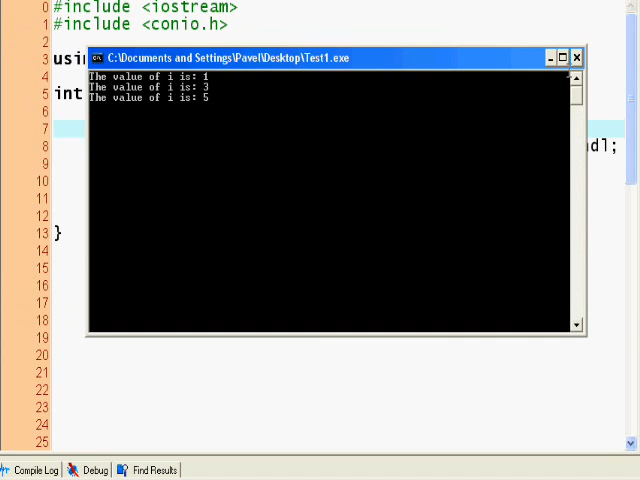 0 #include <iostream>
1 #include <conio.h>
2
3 usin
C:\Documents and Settings\Pavel\Desktop\Test1.exe
The value of i is: 1
4
The value of i is: 3
5 int
The value of i is: 5
6
7
8 ndl;
9
10
11
12
13 }
14
15
16
17
18
19
20
21
22
23
24
25
Compile Log Debug Find Results